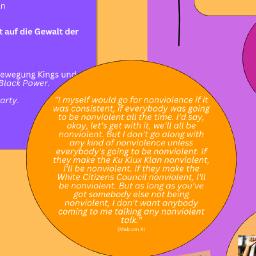 n
t auf die Gewalt der
ewegung Kings und
Black Power.
arty.
"I myself would go for nonviolence if it
was consistent, if everybody was going
to be nonviolent all the time. I'd say,
okay, let's get with it, we'll all be
nonviolent. But I don't go along with
any kind of nonviolence unless
everybody's going to be nonviolent. If
they make the Ku Klux Klan nonviolent,
I'll be nonviolent. If they make the
White Citizens Council nonviolent, I'll
be nonviolent. But as long as you've
got somebody else not being
nonviolent, I don't want anybody
coming to me talking any nonviolent
talk."
(Malcolm X)